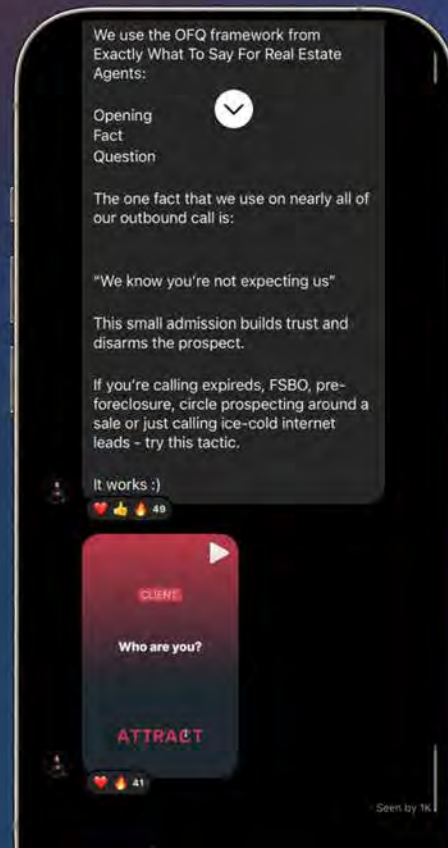 We use the OFQ framework from
Exactly What To Say For Real Estate
Agents:
Opening
Fact
Question
The one fact that we use on nearly all of
our outbound call is:
"We know you're not expecting us"
This small admission builds trust and
disarms the prospect.
If you're calling expireds, FSBO, pre-
foreclosure, circle prospecting around a
sale or just calling ice-cold internet
leads - try this tactic.
It works :)
49
CLIENT
Who are you?
ATTRACT
41
Seen by 1K